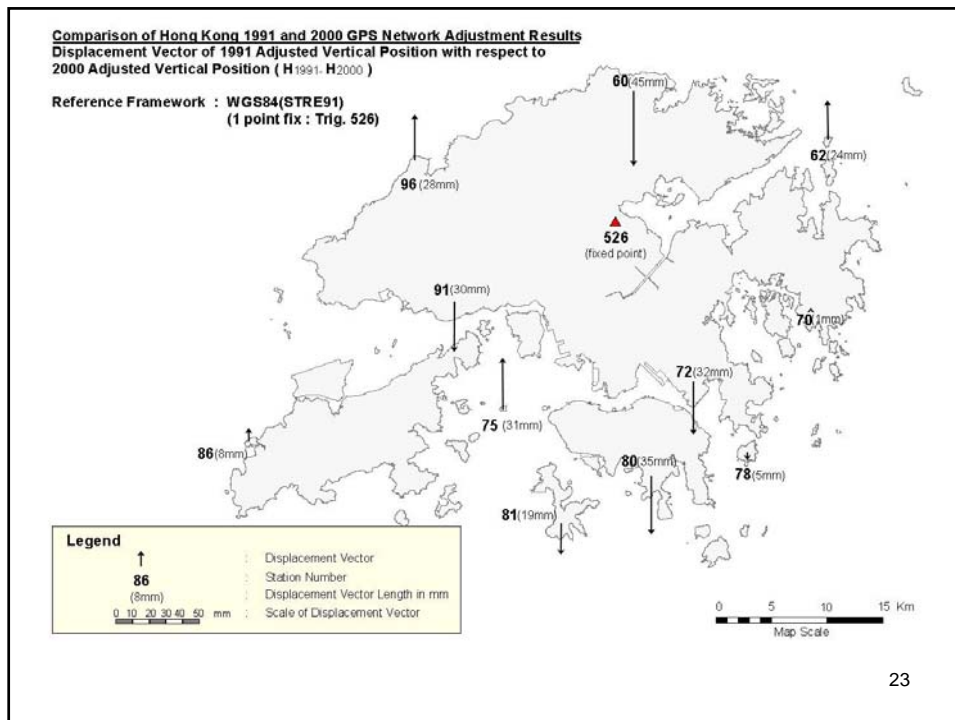 Comparison of Hong Kong 1991 and 2000 GPS Network Adjustment Results
Displacement Vector of 1991 Adjusted Vertical Position with respect to
2000 Adjusted Vertical Position ( H1991- H2000 )
Reference Framework : WGS84(STRE91)
(1 point fix : Trig. 526)
60(45mm)
62(24mm)
96(28mm)
526
(fixed point)
91(30mm)
70(1mm)
72(32mm)
75 (31mm)
86(8mm)
80(35mm)
78(5mm)
81(19mm)
Legend
: Displacement Vector
86 : Station Number
(8mm) : Displacement Vector Length in mm
0 10 20 30 40 50 mm : Scale of Displacement Vector
0 5 10 15 Km
Map Scale
23